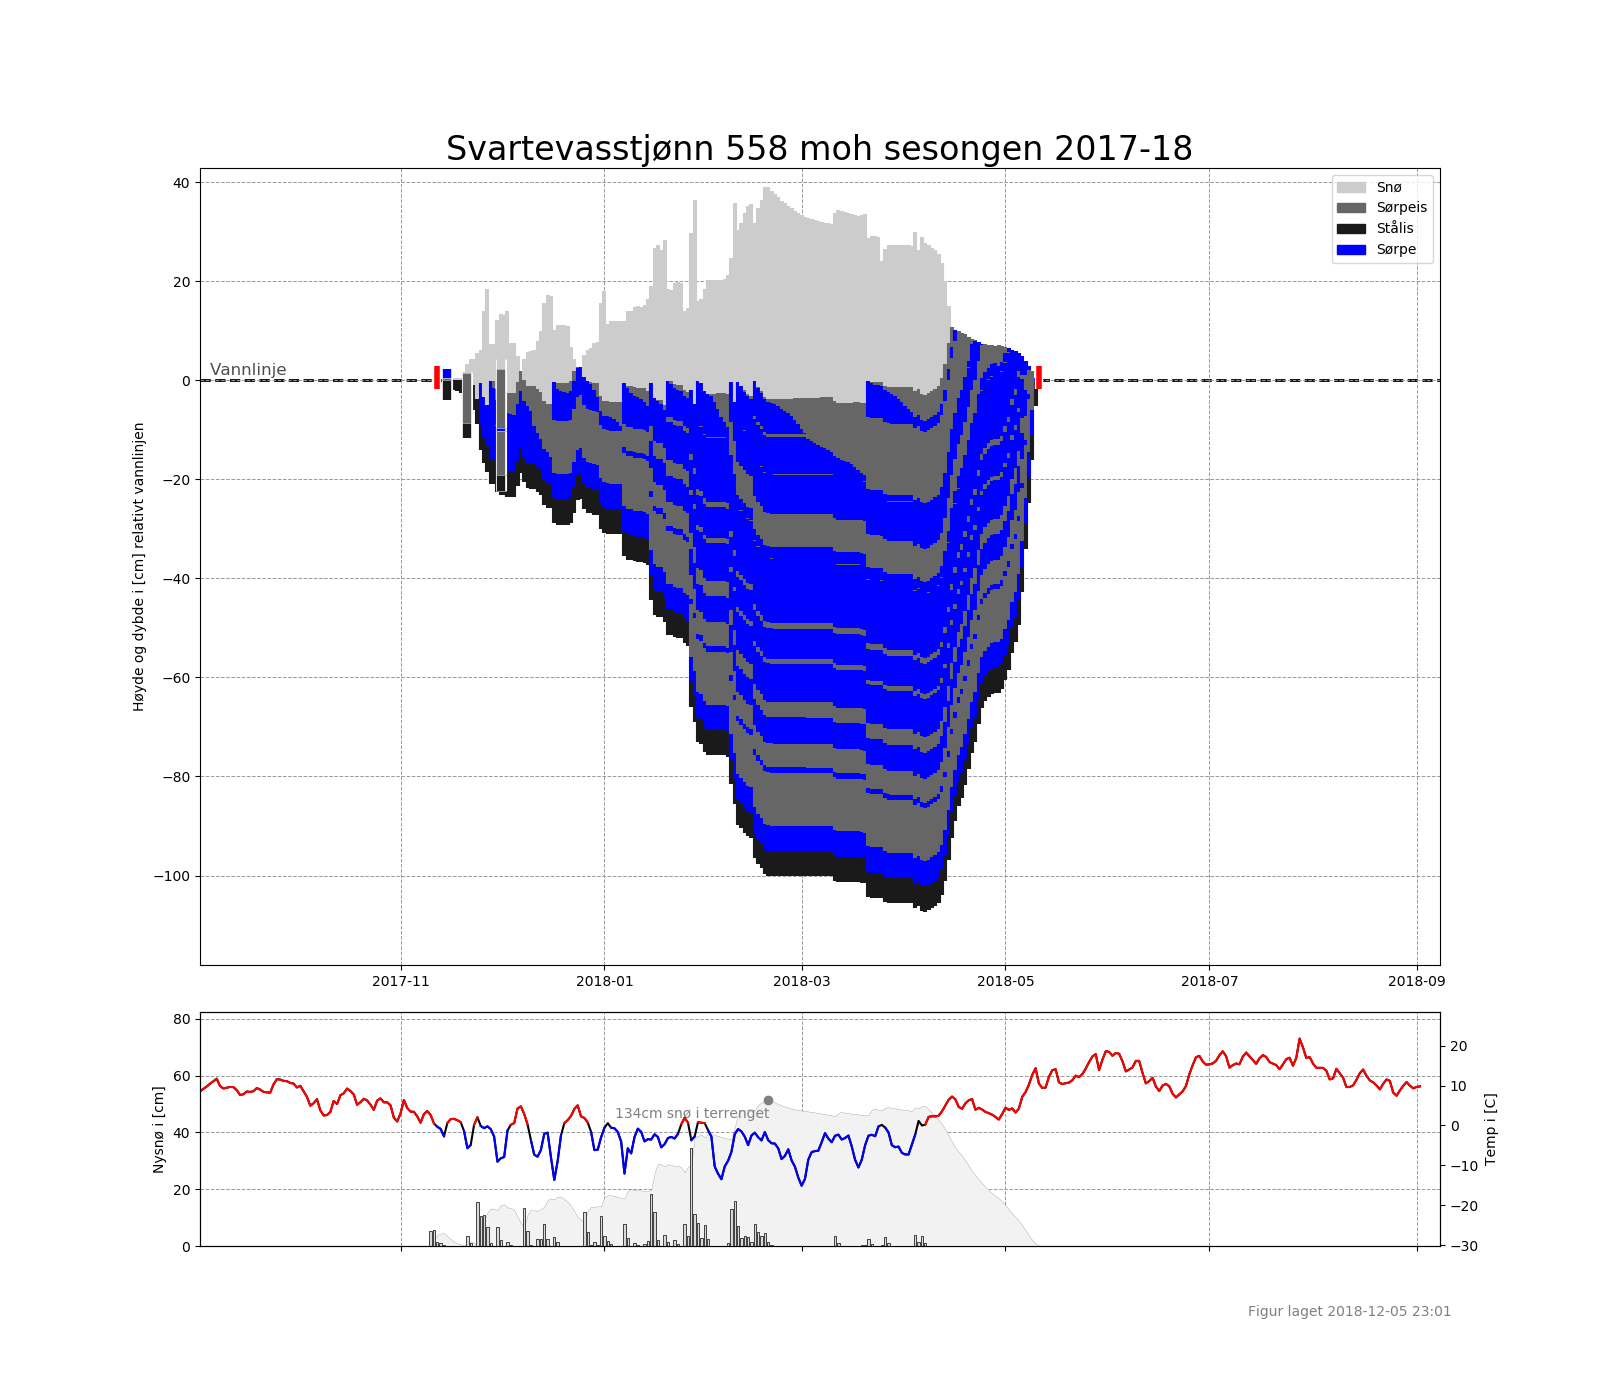 Svartevasstjønn 558 moh sesongen 2017-18
Høyde og dybde i [cm] relativt vannlinjen
40
20
0
−20
−40
−60
−80
−100
Vannlinje
Snø
Sørpeis
Stålis
Sørpe
2017-11
2018-01
2018-03
2018-05
2018-07
2018-09
Nysnø i [cm]
80
60
40
20
0
134cm snø i terrenget
20
10
0
−10
−20
−30
Temp i [C]
Figur laget 2018-12-05 23:01